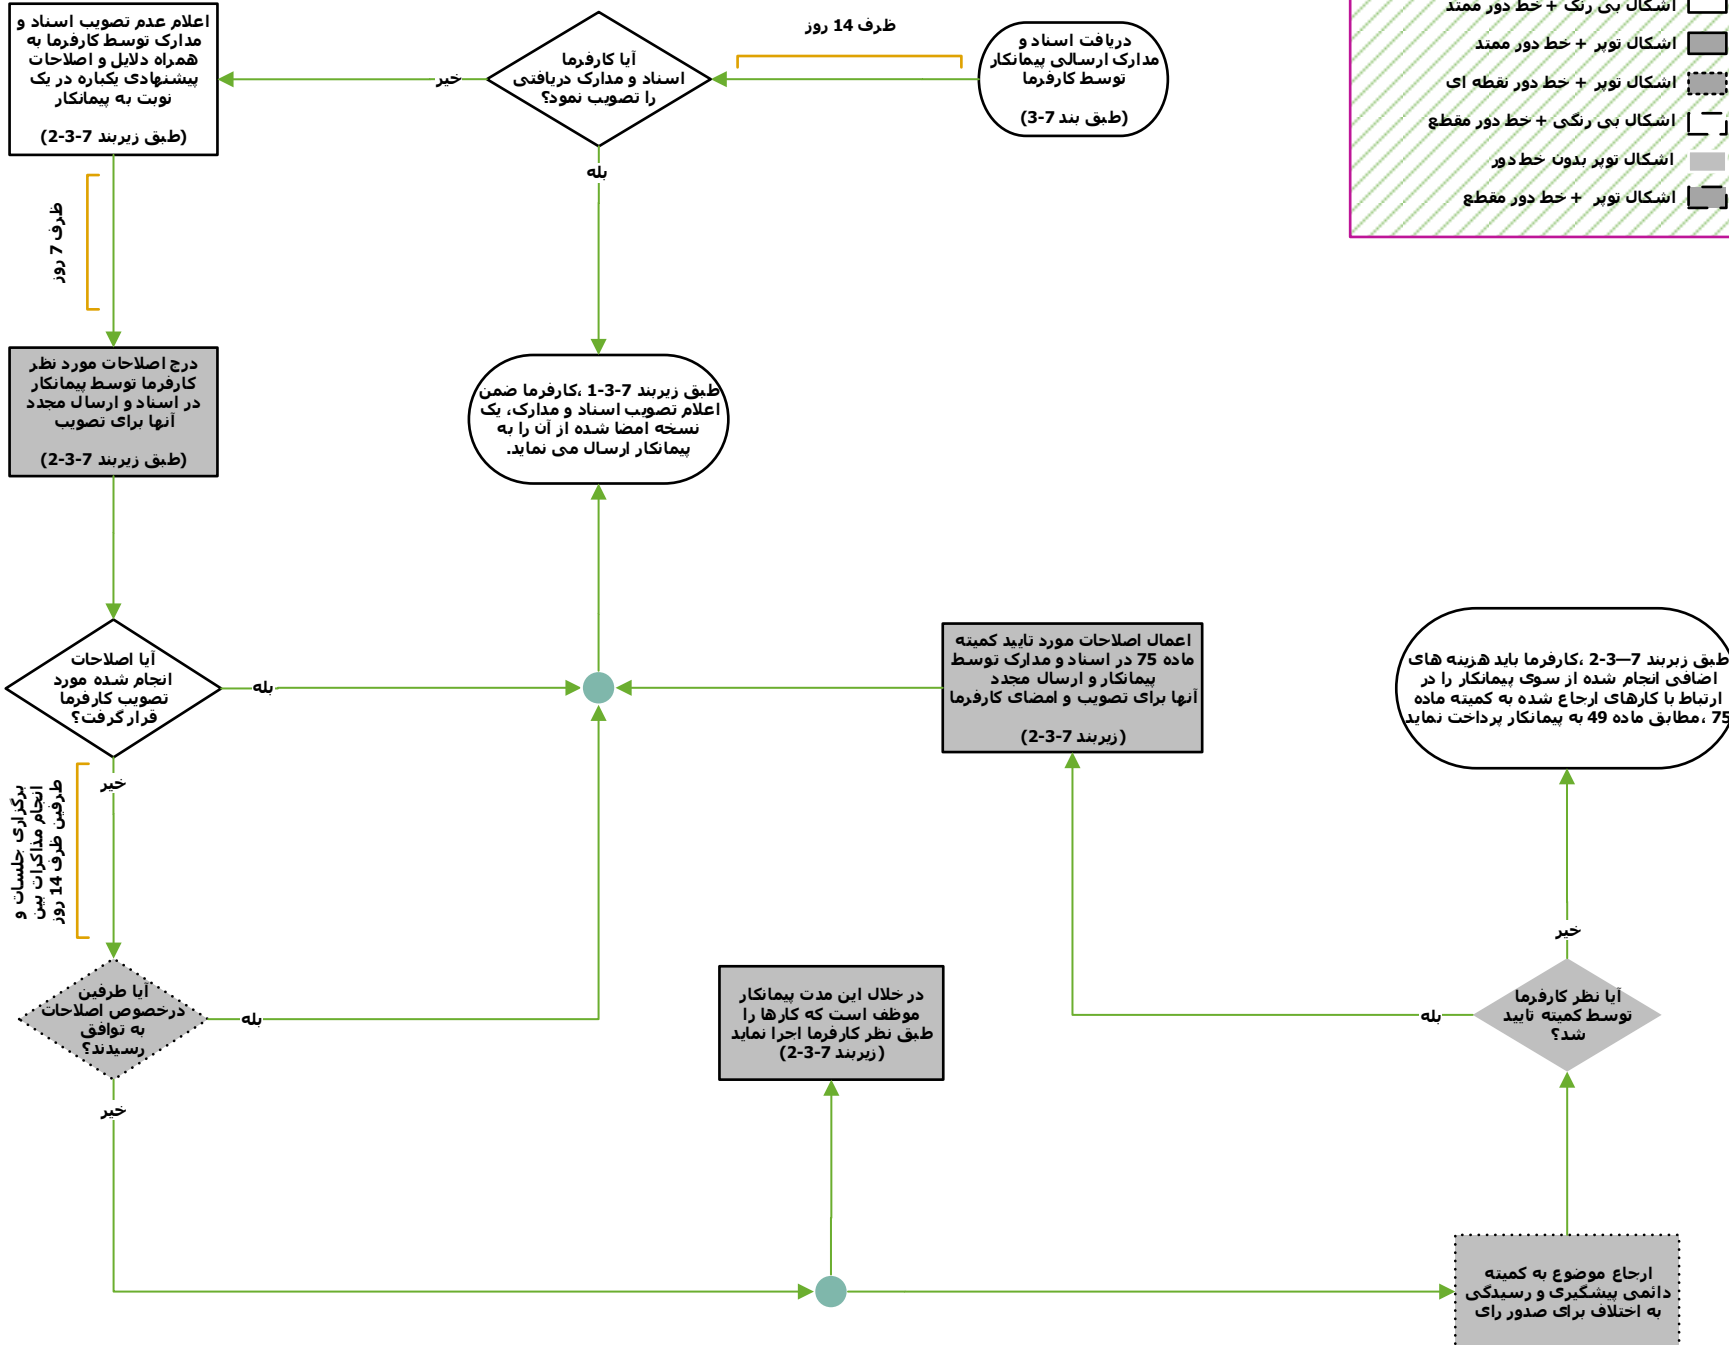 اشکال بی رنگ + خط دور ممتد
اشکال توپر + خط دور ممتد
اشکال توپر + خط دور نقطه ای
اشکال بی رنگی + خط دور مقطع
اشکال توپر بدون خط دور
اشکال توپر + خط دور مقطع
دریافت اسناد و
مدارک ارسالی پیمانکار
توسط کارفرما
(طبق بند 7-3)
ظرف 14 روز
آیا کارفرما
اسناد و مدارک دریافتی
را تصویب نمود؟
خیر
بله
اعلام عدم تصویب اسناد و
مدارک توسط کارفرما به
همراه دلایل و اصلاحات
پیشنهادی یکباره در یک
نوبت به پیمانکار
(طبق زیربند 7-3-2)
ظرف 7 روز
درج اصلاحات مورد نظر
کارفرما توسط پیمانکار
در اسناد و ارسال مجدد
آنها برای تصویب
(طبق زیربند 7-3-2)
طبق زیربند 7-3-1 ،کارفرما ضمن
اعلام تصویب اسناد و مدارک، یک
نسخه امضا شده از آن را به
پیمانکار ارسال می نماید.
آیا اصلاحات
انجام شده مورد
تصویب کارفرما
قرار گرفت؟
بله
خیر
برگزاری جلسات و
انجام مذاکرات بین
طرفین ظرف 14 روز
اعمال اصلاحات مورد تایید کمیته
ماده 75 در اسناد و مدارک توسط
پیمانکار و ارسال مجدد
آنها برای تصویب و امضای کارفرما
(زیربند 7-3-2)
طبق زیربند 7—3-2 ،کارفرما باید هزینه های
اضافی انجام شده از سوی پیمانکار را در
ارتباط با کارهای ارجاع شده به کمیته ماده
75 ،مطابق ماده 49 به پیمانکار پرداخت نماید
آیا طرفین
درخصوص اصلاحات
به توافق
رسیدند؟
بله
خیر
در خلال این مدت پیمانکار
موظف است که کارها را
طبق نظر کارفرما اجرا نماید
(زیربند 7-3-2)
خیر
آیا نظر کارفرما
توسط کمیته تایید
شد؟
بله
ارجاع موضوع به کمیته
دائمی پیشگیری و رسیدگی
به اختلاف برای صدور رای